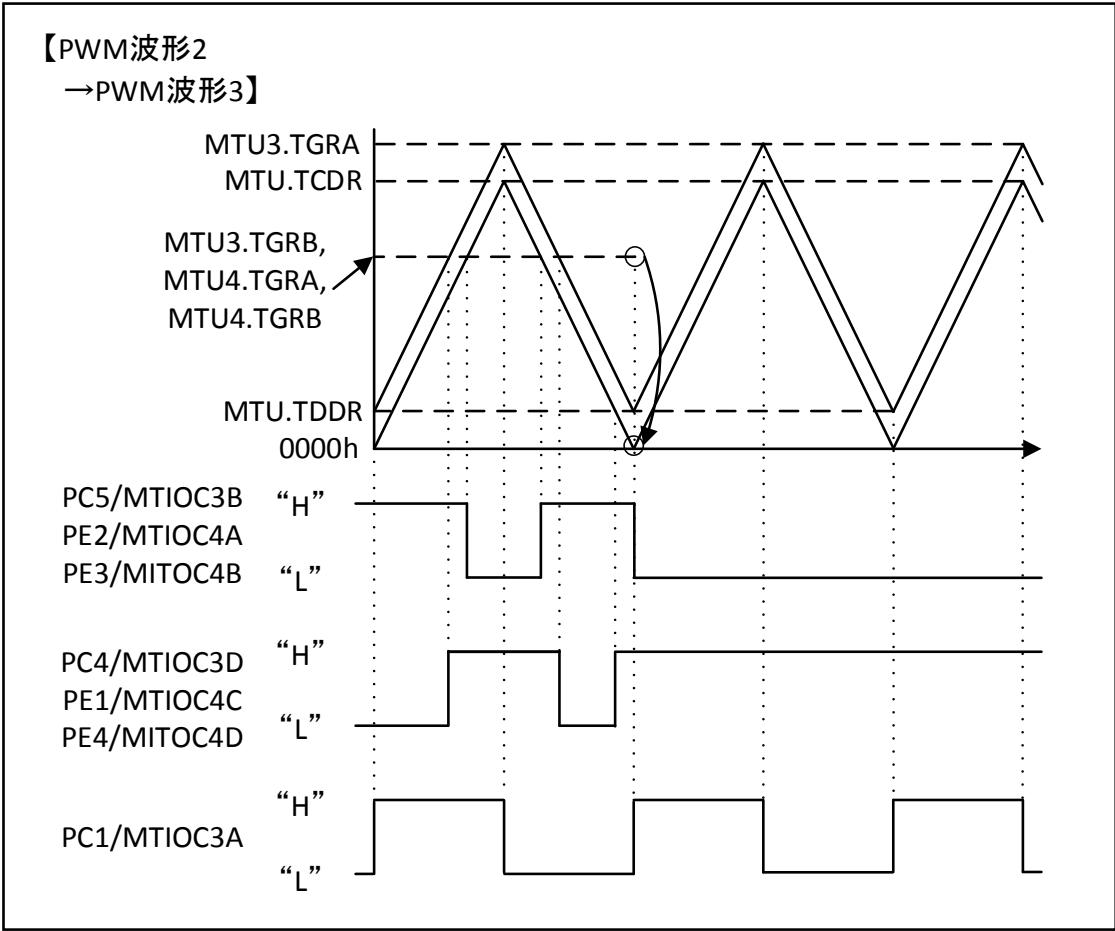 【PWM波形2
→PWM波形3】
MTU3.TGRA
MTU.TCDR
MTU3.TGRB,
MTU4.TGRA,
MTU4.TGRB
MTU.TDDR
0000h
PC5/MTIOC3B
“H”
PE2/MTIOC4A
PE3/MITOC4B
“L”
PC4/MTIOC3D
“H”
PE1/MTIOC4C
PE4/MITOC4D
“L”
“H”
PC1/MTIOC3A
“L”